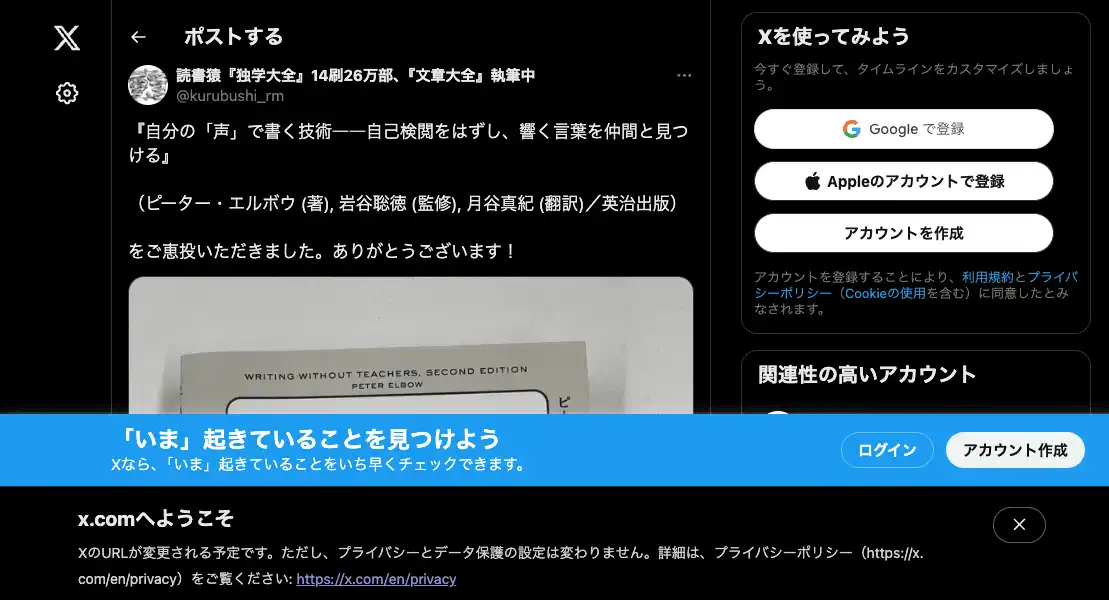 ポストする
読書猿『独学大全』14刷26万部、『文章大全』執筆中
@kurubushi_rm
『自分の「声」で書く技術――自己検閲をはずし、響く言葉を仲間と見つ
ける』
（ピーター・エルボウ (著), 岩谷聡徳 (監修), 月谷真紀 (翻訳)／英治出版）
をご恵投いただきました。ありがとうございます！
WRITING WITHOUT TEACHERS, SECOND EDITION
PETER ELBOW
ピ
Xを使ってみよう
今すぐ登録して、タイムラインをカスタマイズしましょ
う。
Google で登録
Appleのアカウントで登録
アカウントを作成
アカウントを登録することにより、利用規約とプライバ
シーポリシー（Cookieの使用を含む）に同意したとみ
なされます。
関連性の高いアカウント
「いま」起きていることを見つけよう
Xなら、「いま」起きていることをいち早くチェックできます。
ログイン
アカウント作成
x.comへようこそ
XのURLが変更される予定です。ただし、プライバシーとデータ保護の設定は変わりません。詳細は、プライバシーポリシー（https://x.
com/en/privacy）をご覧ください: https://x.com/en/privacy